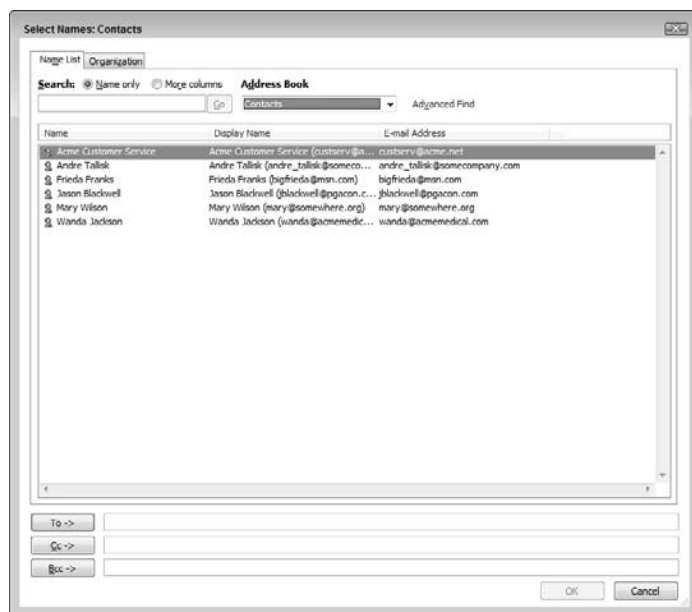 Select Names: Contacts
Name List Organization
Search: Name only More columns Address Book
Go Contacts Advanced Find
Name Display Name E-mail Address
Acme Customer Service Acme Customer Service (custserv@a... custserv@acme.net
Andre Tallisk Andre Tallisk (andre_tallisk@someco... andre_tallisk@somecompany.com
Frieda Franks Frieda Franks (bigfrieda@msn.com) bigfrieda@msn.com
Jason Blackwell Jason Blackwell (jblackwell@pgacon.c... jblackwell@pgacon.com
Mary Wilson Mary Wilson (mary@somewhere.org) mary@somewhere.org
Wanda Jackson Wanda Jackson (wanda@acmemedic... wanda@acmemedical.com
To ->
Cc ->
Bcc ->
OK Cancel